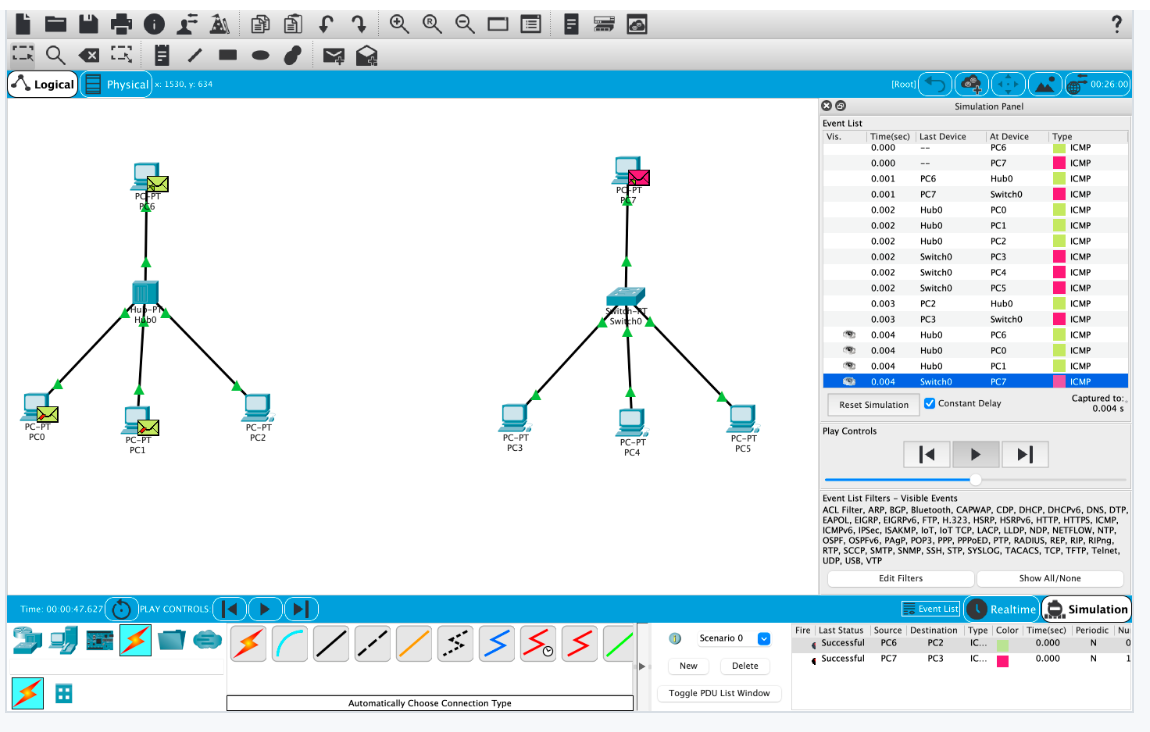 ?
Logical
Physical
x: 1530, y: 634
[Root]
00:26:00
Simulation Panel
Event List
Vis. Time(sec) Last Device At Device Type
0.000 -- PC6 ICMP
0.000 -- PC7 ICMP
0.001 PC6 Hub0 ICMP
0.001 PC7 Switch0 ICMP
0.002 Hub0 PC0 ICMP
0.002 Hub0 PC1 ICMP
0.002 Hub0 PC2 ICMP
0.002 Switch0 PC3 ICMP
0.002 Switch0 PC4 ICMP
0.002 Switch0 PC5 ICMP
0.003 PC2 Hub0 ICMP
0.003 PC3 Switch0 ICMP
0.004 Hub0 PC6 ICMP
0.004 Hub0 PC0 ICMP
0.004 Hub0 PC1 ICMP
0.004 Switch0 PC7 ICMP
Reset Simulation
Constant Delay
Captured to:
0.004 s
Play Controls
Event List Filters - Visible Events
ACL Filter, ARP, BGP, Bluetooth, CAPWAP, CDP, DHCP, DHCPv6, DNS, DTP,
EAPOL, EIGRP, EIGRPv6, FTP, H.323, HSRP, HSRPv6, HTTP, HTTPS, ICMP,
ICMPv6, IPSec, ISAKMP, IoT, IoT TCP, LACP, LLDP, NDP, NETFLOW, NTP,
OSPF, OSPFv6, PAgP, POP3, PPP, PPPoED, PTP, RADIUS, REP, RIP, RIPng,
RTP, SCCP, SMTP, SNMP, SSH, STP, SYSLOG, TACACS, TCP, TFTP, Telnet,
UDP, USB, VTP
Edit Filters
Show All/None
PC-PT
PC6
PC-PT
PC7
Hub-PT
Hub0
Switch-PT
Switch0
PC-PT
PC0
PC-PT
PC1
PC-PT
PC2
PC-PT
PC3
PC-PT
PC4
PC-PT
PC5
Time: 00:00:47.627
PLAY CONTROLS:
Event List
Realtime
Simulation
Automatically Choose Connection Type
Scenario 0
New
Delete
Toggle PDU List Window
Fire Last Status Source Destination Type Color Time(sec) Periodic Nu
Successful PC6 PC2 IC... 0.000 N 0
Successful PC7 PC3 IC... 0.000 N 1